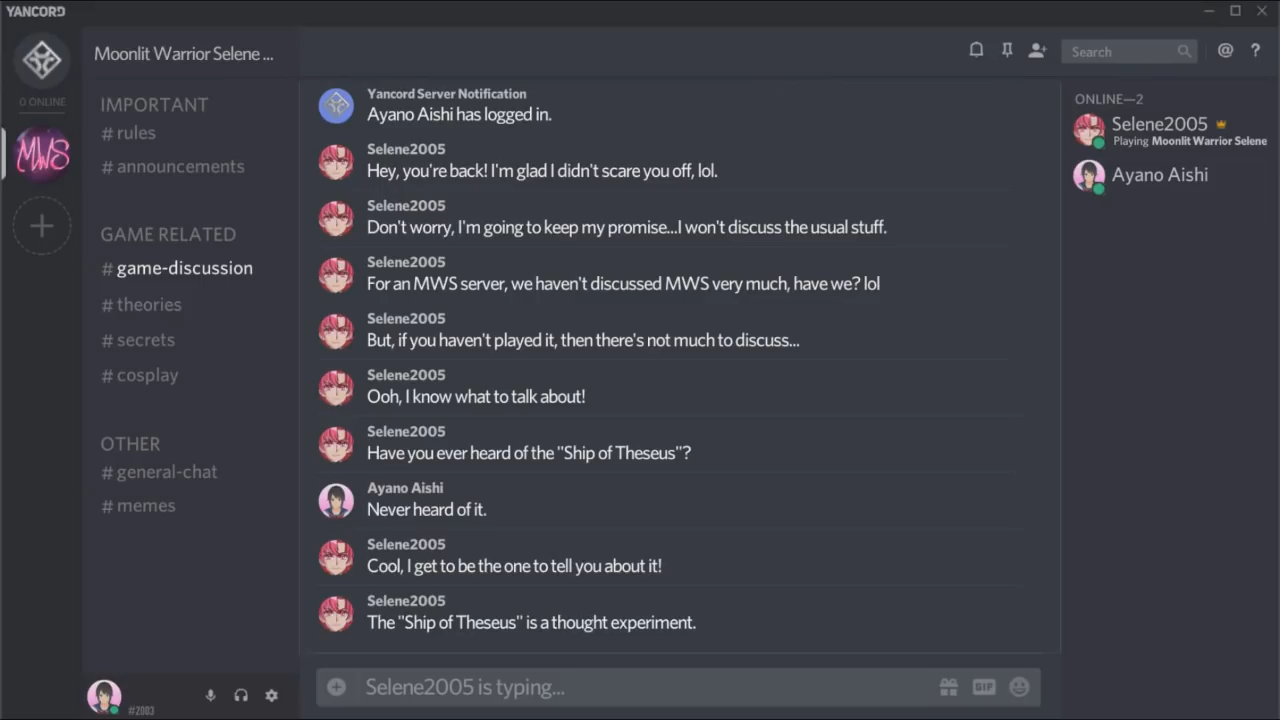 YANCORD
0 ONLINE
MWS
Moonlit Warrior Selene ...
IMPORTANT
# rules
# announcements
GAME RELATED
# game-discussion
# theories
# secrets
# cosplay
OTHER
# general-chat
# memes
#2003
Search
@
?
Yancord Server Notification
Ayano Aishi has logged in.
Selene2005
Hey, you're back! I'm glad I didn't scare you off, lol.
Selene2005
Don't worry, I'm going to keep my promise...I won't discuss the usual stuff.
Selene2005
For an MWS server, we haven't discussed MWS very much, have we? lol
Selene2005
But, if you haven't played it, then there's not much to discuss...
Selene2005
Ooh, I know what to talk about!
Selene2005
Have you ever heard of the "Ship of Theseus"?
Ayano Aishi
Never heard of it.
Selene2005
Cool, I get to be the one to tell you about it!
Selene2005
The "Ship of Theseus" is a thought experiment.
Selene2005 is typing...
GIF
ONLINE—2
Selene2005
Playing Moonlit Warrior Selene
Ayano Aishi